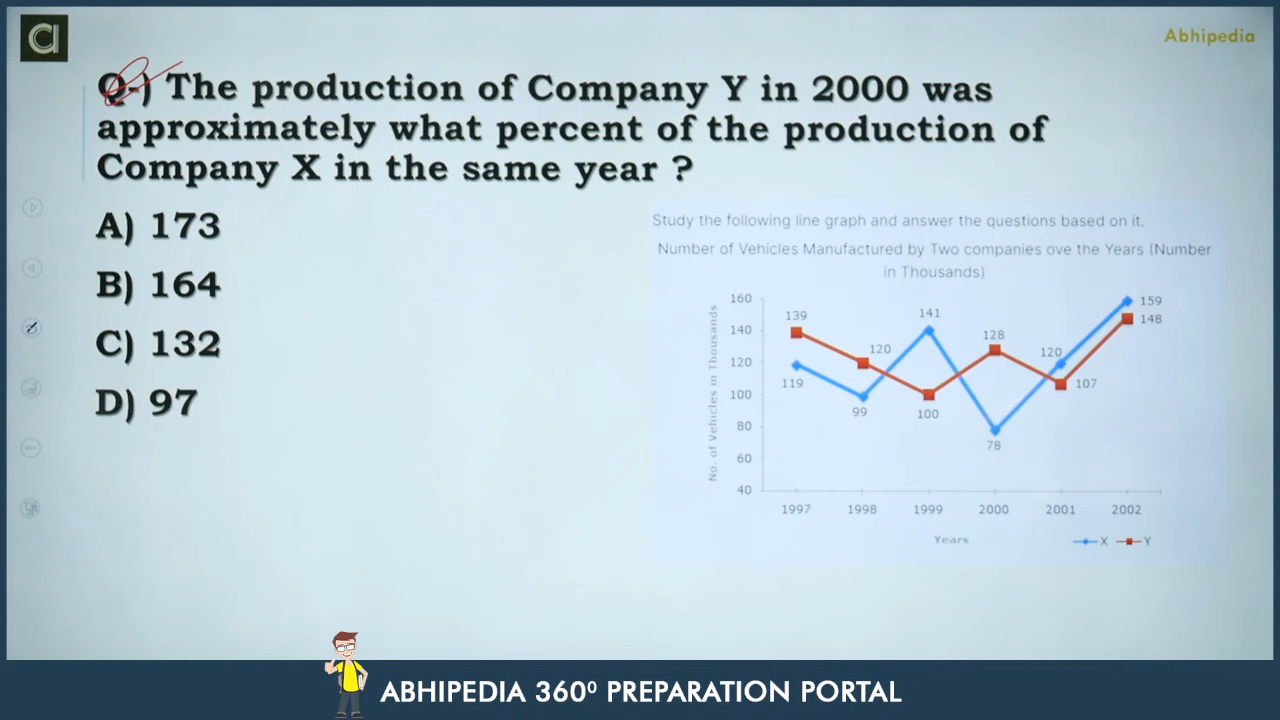 Abhipedia
Q-) The production of Company Y in 2000 was
approximately what percent of the production of
Company X in the same year ?
A) 173
B) 164
C) 132
D) 97
Study the following line graph and answer the questions based on it.
Number of Vehicles Manufactured by Two companies ove the Years (Number
in Thousands)
No. of Vehicles in Thousands
160
140
120
100
80
60
40
139
119
120
99
141
100
128
78
120
107
159
148
1997 1998 1999 2000 2001 2002
Years
X Y
ABHIPEDIA 360⁰ PREPARATION PORTAL